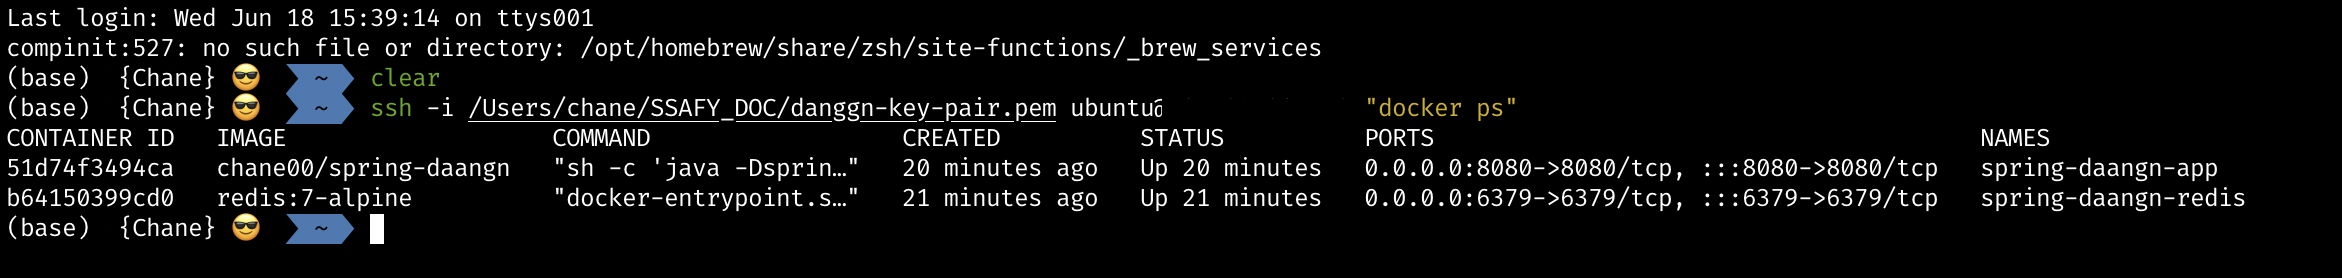 Last login: Wed Jun 18 15:39:14 on ttys001
compinit:527: no such file or directory: /opt/homebrew/share/zsh/site-functions/_brew_services
(base)  {Chane} 😎  ~  clear
(base)  {Chane} 😎  ~  ssh -i /Users/chane/SSAFY_DOC/danggn-key-pair.pem ubuntu@ "docker ps"
CONTAINER ID   IMAGE                   COMMAND                  CREATED          STATUS          PORTS                                       NAMES
51d74f3494ca   chane00/spring-daangn   "sh -c 'java -Dsprin…"   20 minutes ago   Up 20 minutes   0.0.0.0:8080->8080/tcp, :::8080->8080/tcp   spring-daangn-app
b64150399cd0   redis:7-alpine          "docker-entrypoint.s…"   21 minutes ago   Up 21 minutes   0.0.0.0:6379->6379/tcp, :::6379->6379/tcp   spring-daangn-redis
(base)  {Chane} 😎  ~